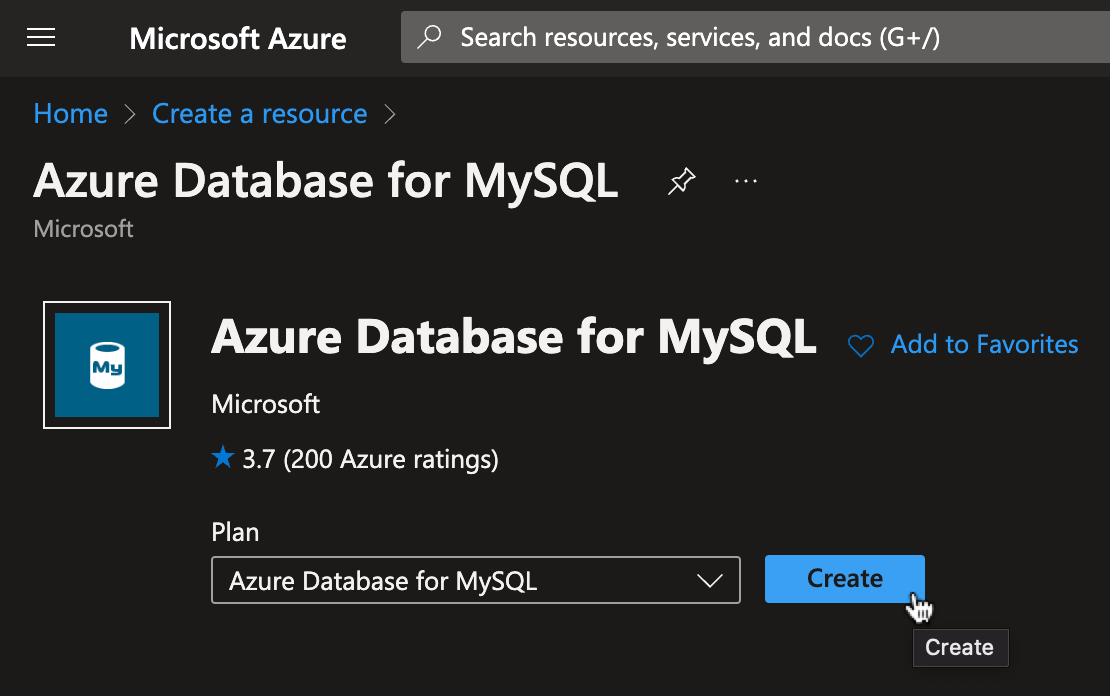 Microsoft Azure
Search resources, services, and docs (G+/)
Home > Create a resource >
Azure Database for MySQL ...
Microsoft
My
Azure Database for MySQL
Add to Favorites
Microsoft
★ 3.7 (200 Azure ratings)
Plan
Azure Database for MySQL
Create
Create